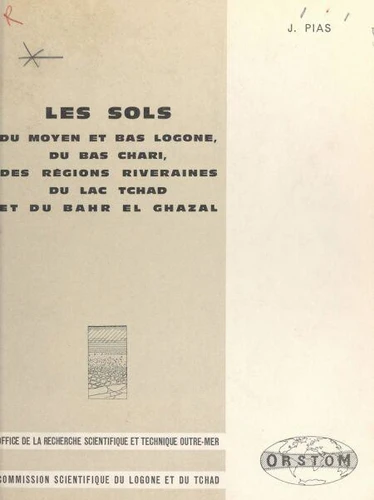 J. PIAS
LES SOLS
DU MOYEN ET BAS LOGONE,
DU BAS CHARI,
DES RÉGIONS RIVERAINES
DU LAC TCHAD
ET DU BAHR EL GHAZAL
OFFICE DE LA RECHERCHE SCIENTIFIQUE ET TECHNIQUE OUTRE-MER
ORSTOM
COMMISSION SCIENTIFIQUE DU LOGONE ET DU TCHAD